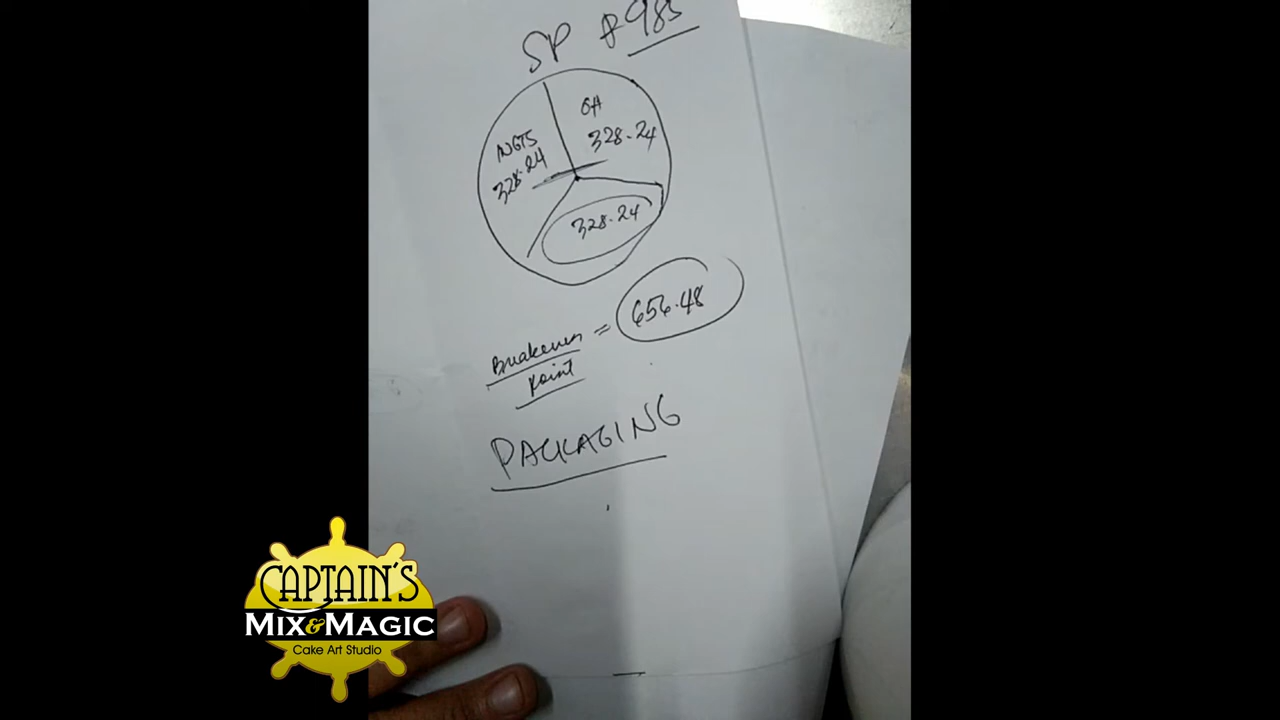 SP ₱985
INGTS
328.24
OH
328.24
328.24
Breakeven
point
= 656.48
PACKAGING
CAPTAIN'S
MIX & MAGIC
Cake Art Studio